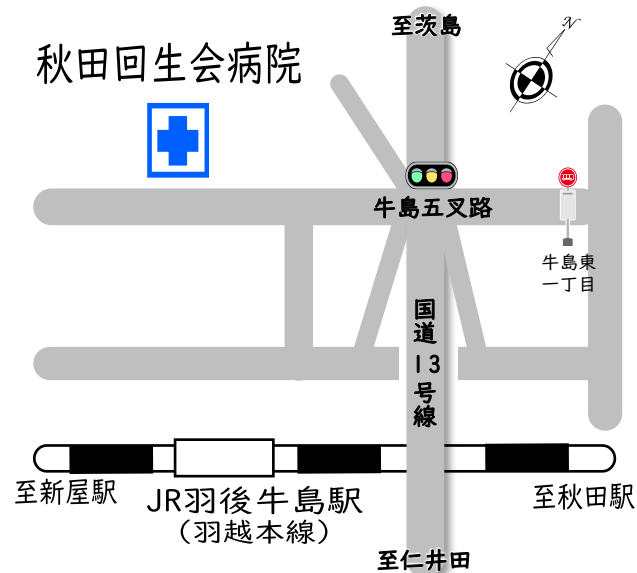 至茨島
N
秋田回生会病院
牛島五叉路
牛島東
一丁目
国道13号線
至新屋駅
JR羽後牛島駅
(羽越本線)
至秋田駅
至仁井田